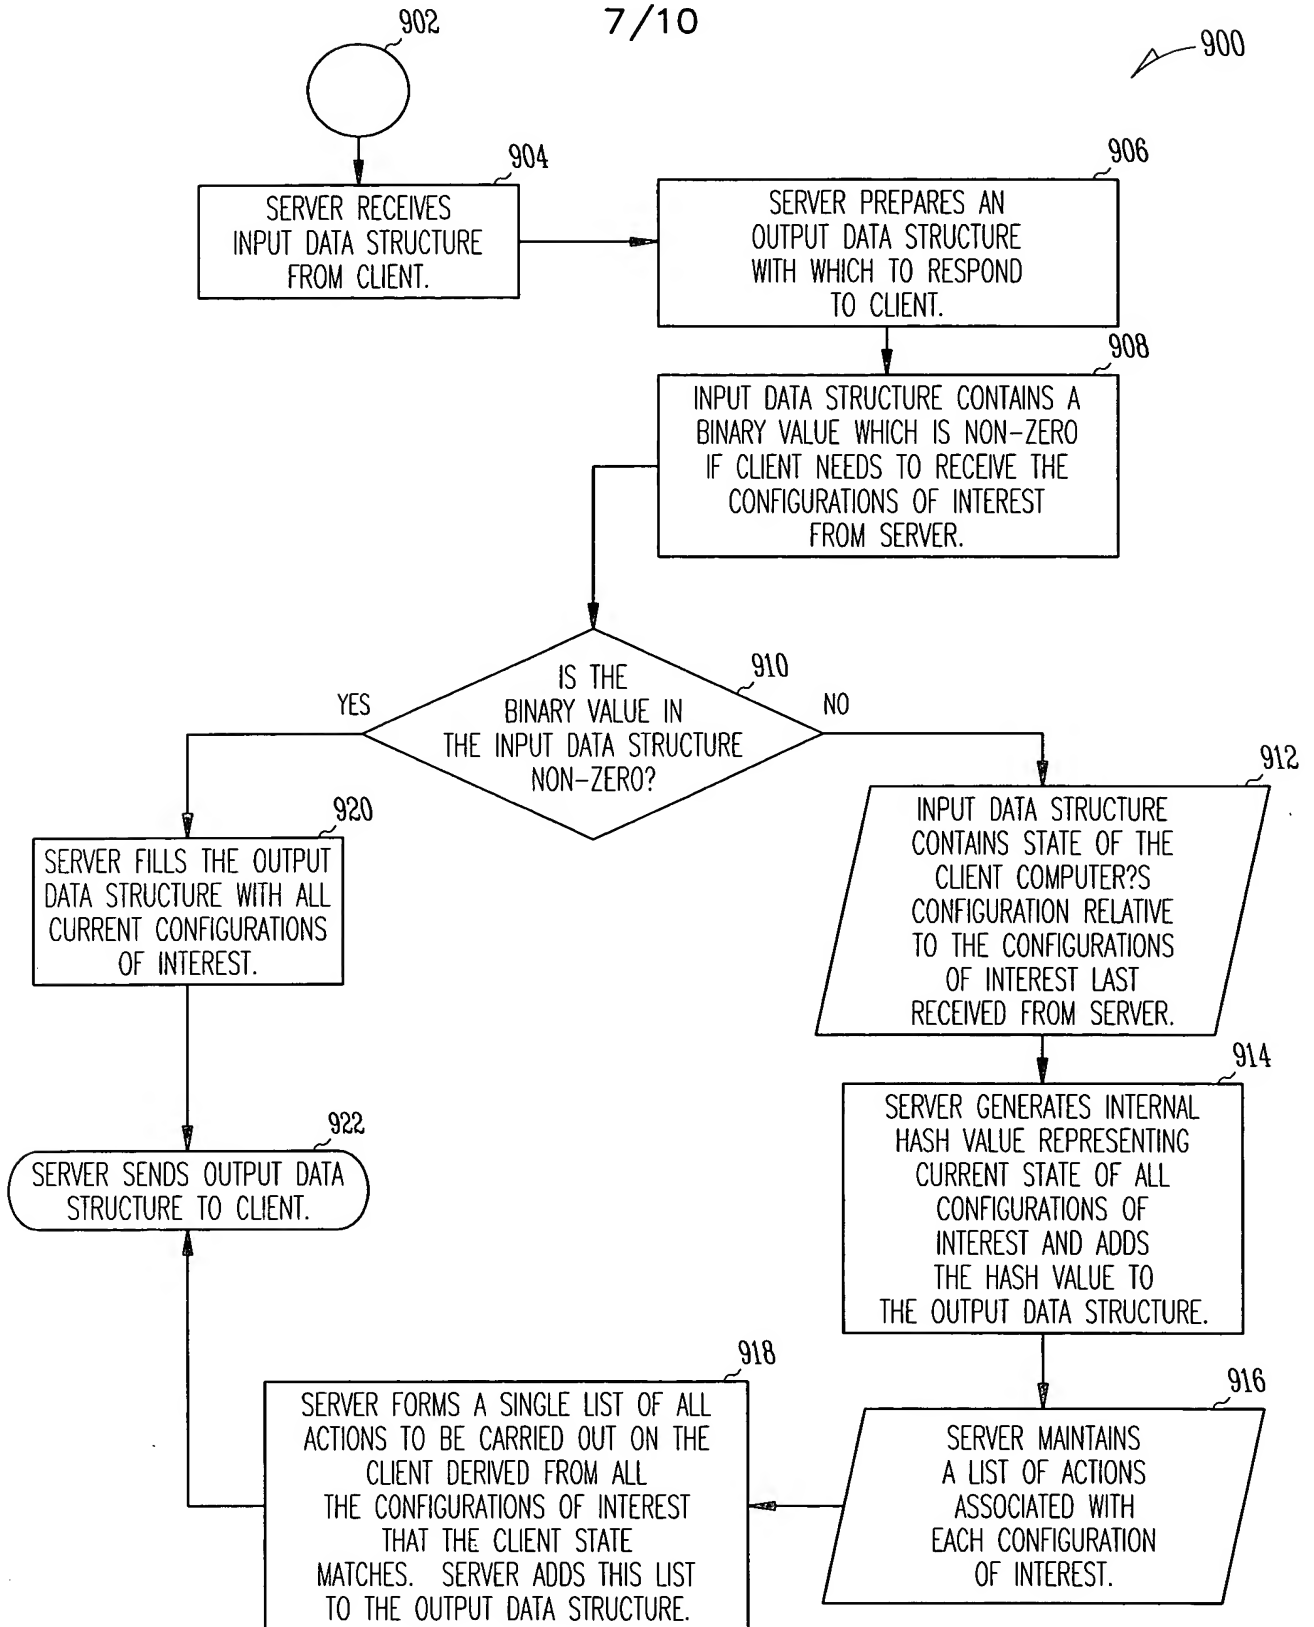 7/10
902
900
904
SERVER RECEIVES
INPUT DATA STRUCTURE
FROM CLIENT.
906
SERVER PREPARES AN
OUTPUT DATA STRUCTURE
WITH WHICH TO RESPOND
TO CLIENT.
908
INPUT DATA STRUCTURE CONTAINS A
BINARY VALUE WHICH IS NON-ZERO
IF CLIENT NEEDS TO RECEIVE THE
CONFIGURATIONS OF INTEREST
FROM SERVER.
910
IS THE
BINARY VALUE IN
THE INPUT DATA STRUCTURE
NON-ZERO?
YES
NO
912
INPUT DATA STRUCTURE
CONTAINS STATE OF THE
CLIENT COMPUTER?S
CONFIGURATION RELATIVE
TO THE CONFIGURATIONS
OF INTEREST LAST
RECEIVED FROM SERVER.
920
SERVER FILLS THE OUTPUT
DATA STRUCTURE WITH ALL
CURRENT CONFIGURATIONS
OF INTEREST.
914
SERVER GENERATES INTERNAL
HASH VALUE REPRESENTING
CURRENT STATE OF ALL
CONFIGURATIONS OF
INTEREST AND ADDS
THE HASH VALUE TO
THE OUTPUT DATA STRUCTURE.
922
SERVER SENDS OUTPUT DATA
STRUCTURE TO CLIENT.
916
SERVER MAINTAINS
A LIST OF ACTIONS
ASSOCIATED WITH
EACH CONFIGURATION
OF INTEREST.
918
SERVER FORMS A SINGLE LIST OF ALL
ACTIONS TO BE CARRIED OUT ON THE
CLIENT DERIVED FROM ALL
THE CONFIGURATIONS OF INTEREST
THAT THE CLIENT STATE
MATCHES. SERVER ADDS THIS LIST
TO THE OUTPUT DATA STRUCTURE.